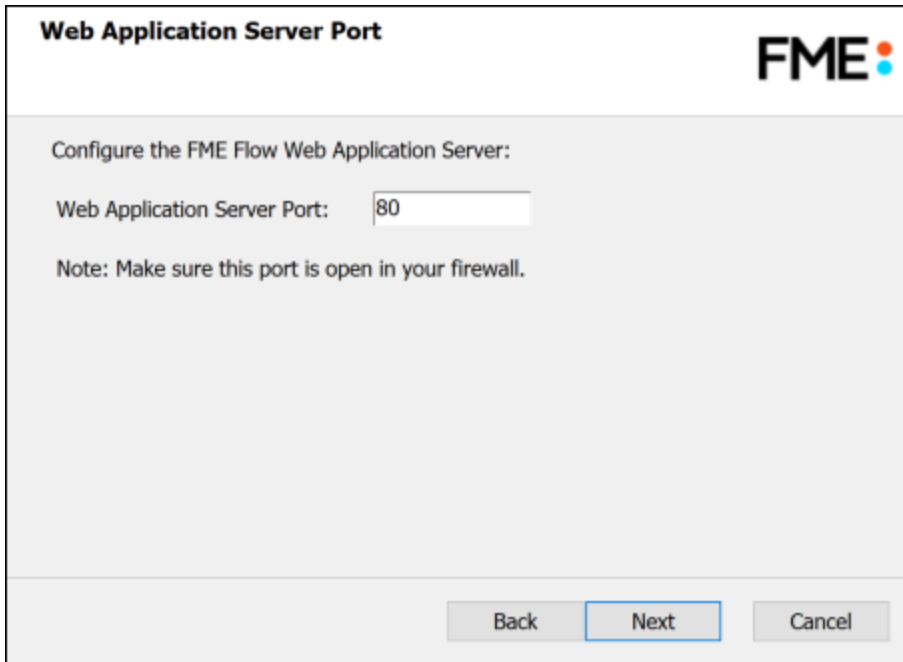 Web Application Server Port
FME
Configure the FME Flow Web Application Server:
Web Application Server Port: 80
Note: Make sure this port is open in your firewall.
Back Next Cancel